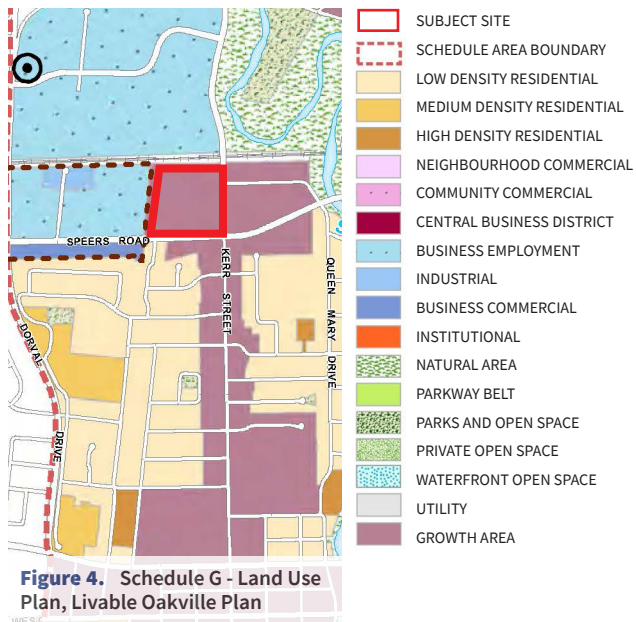 SUBJECT SITE
SCHEDULE AREA BOUNDARY
LOW DENSITY RESIDENTIAL
MEDIUM DENSITY RESIDENTIAL
HIGH DENSITY RESIDENTIAL
NEIGHBOURHOOD COMMERCIAL
COMMUNITY COMMERCIAL
CENTRAL BUSINESS DISTRICT
BUSINESS EMPLOYMENT
INDUSTRIAL
BUSINESS COMMERCIAL
INSTITUTIONAL
NATURAL AREA
PARKWAY BELT
PARKS AND OPEN SPACE
PRIVATE OPEN SPACE
WATERFRONT OPEN SPACE
UTILITY
GROWTH AREA
SPEERS ROAD
KERR STREET
QUEEN MARY DRIVE
DORVAL DRIVE
Figure 4. Schedule G - Land Use
Plan, Livable Oakville Plan